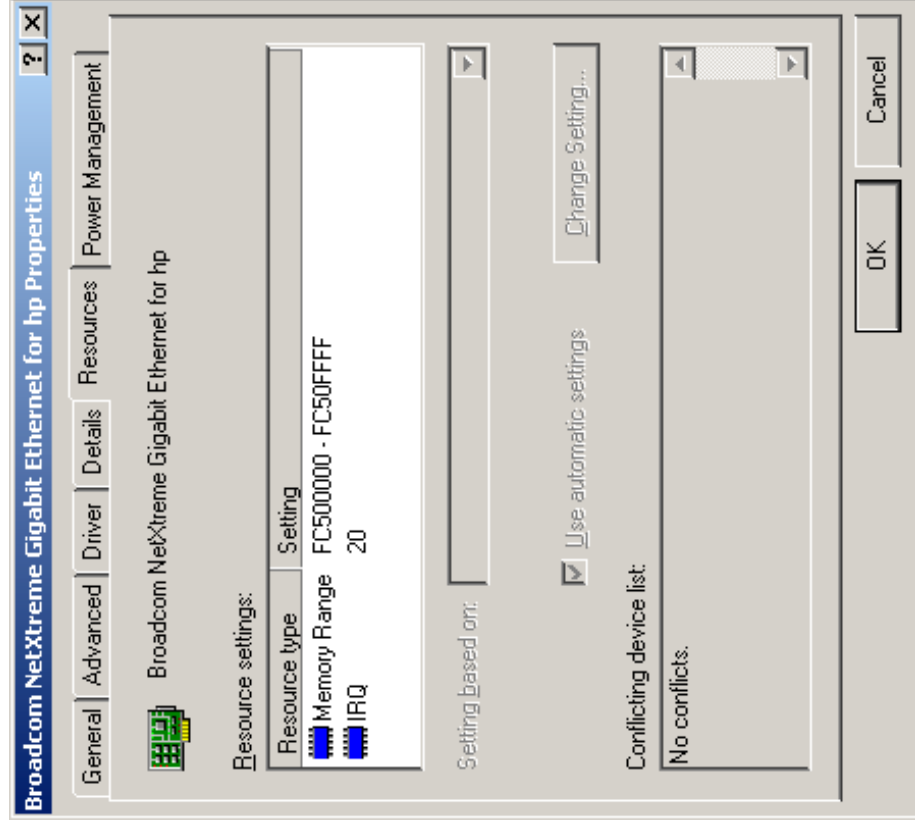 Broadcom NetXtreme Gigabit Ethernet for hp Properties
General Advanced Driver Details Resources Power Management
Broadcom NetXtreme Gigabit Ethernet for hp
Resource settings:
Resource type Setting
Memory Range FC500000 - FC50FFFF
IRQ 20
Setting based on:
Use automatic settings Change Setting...
Conflicting device list:
No conflicts.
OK Cancel